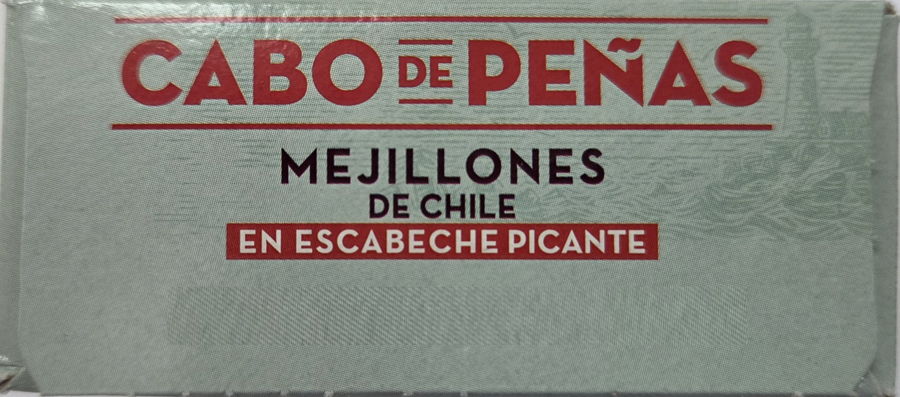 CABO DE PEÑAS
MEJILLONES
DE CHILE
EN ESCABECHE PICANTE